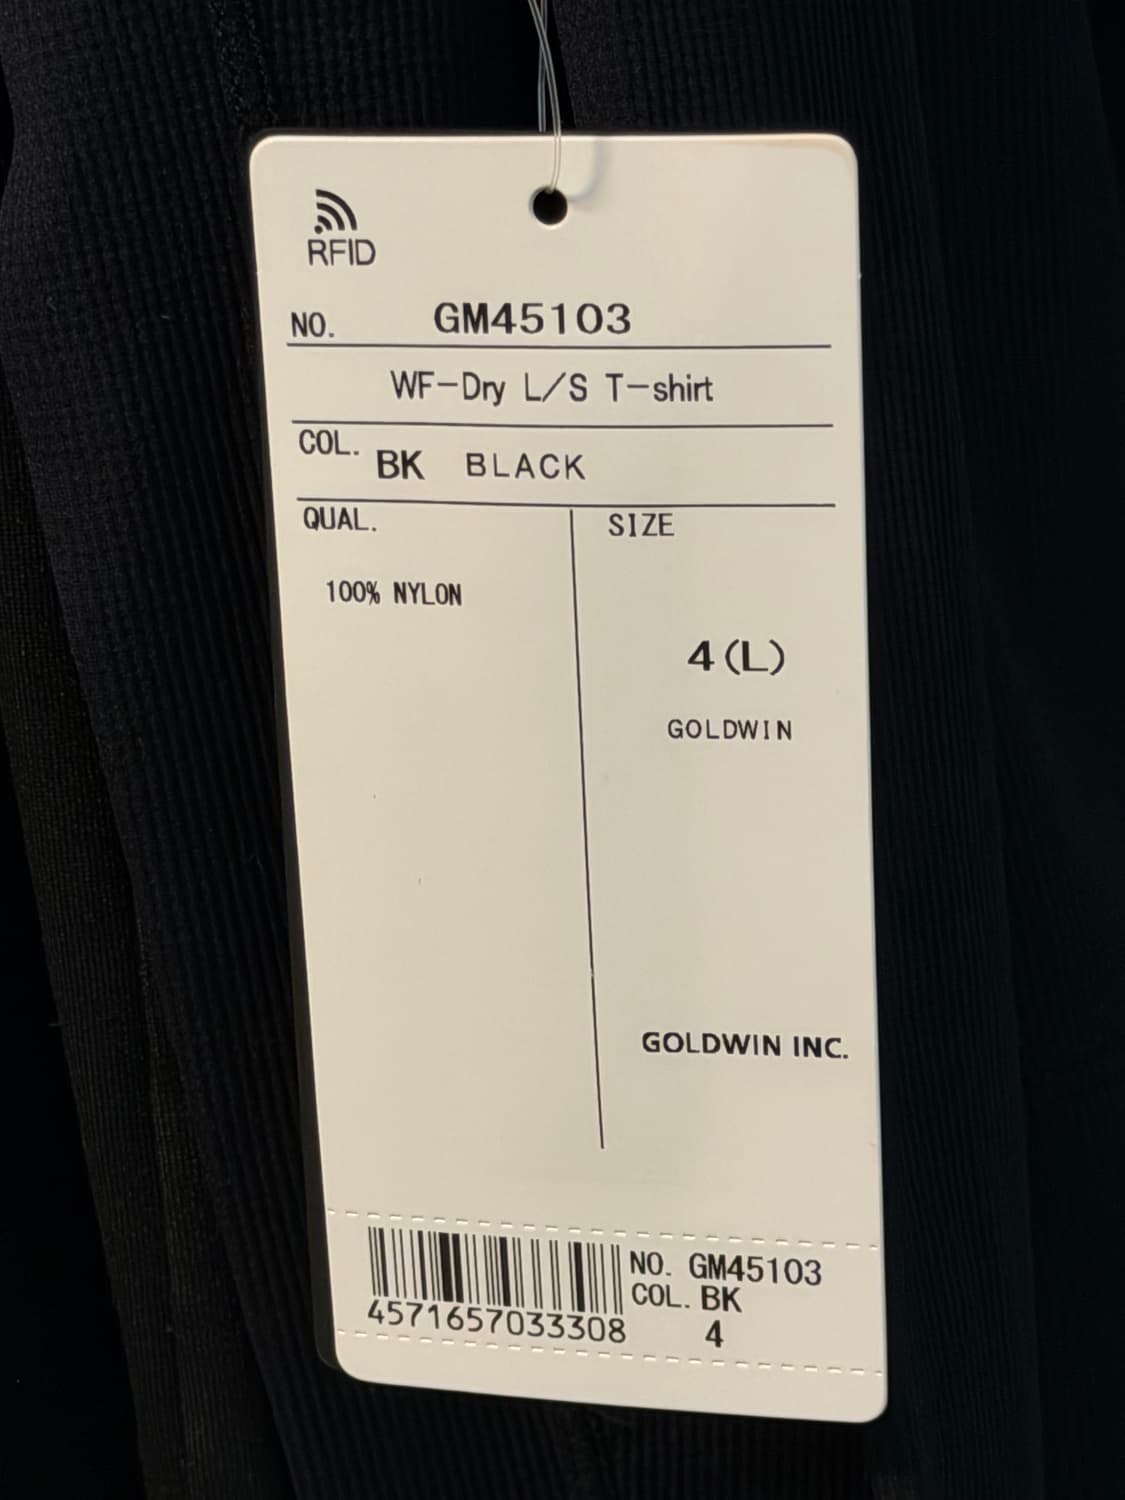 RFID
NO. GM45103
WF-Dry L/S T-shirt
COL. BK BLACK
QUAL. SIZE
100% NYLON
4(L)
GOLDWIN
GOLDWIN INC.
NO. GM45103
COL. BK
4571657033308 4